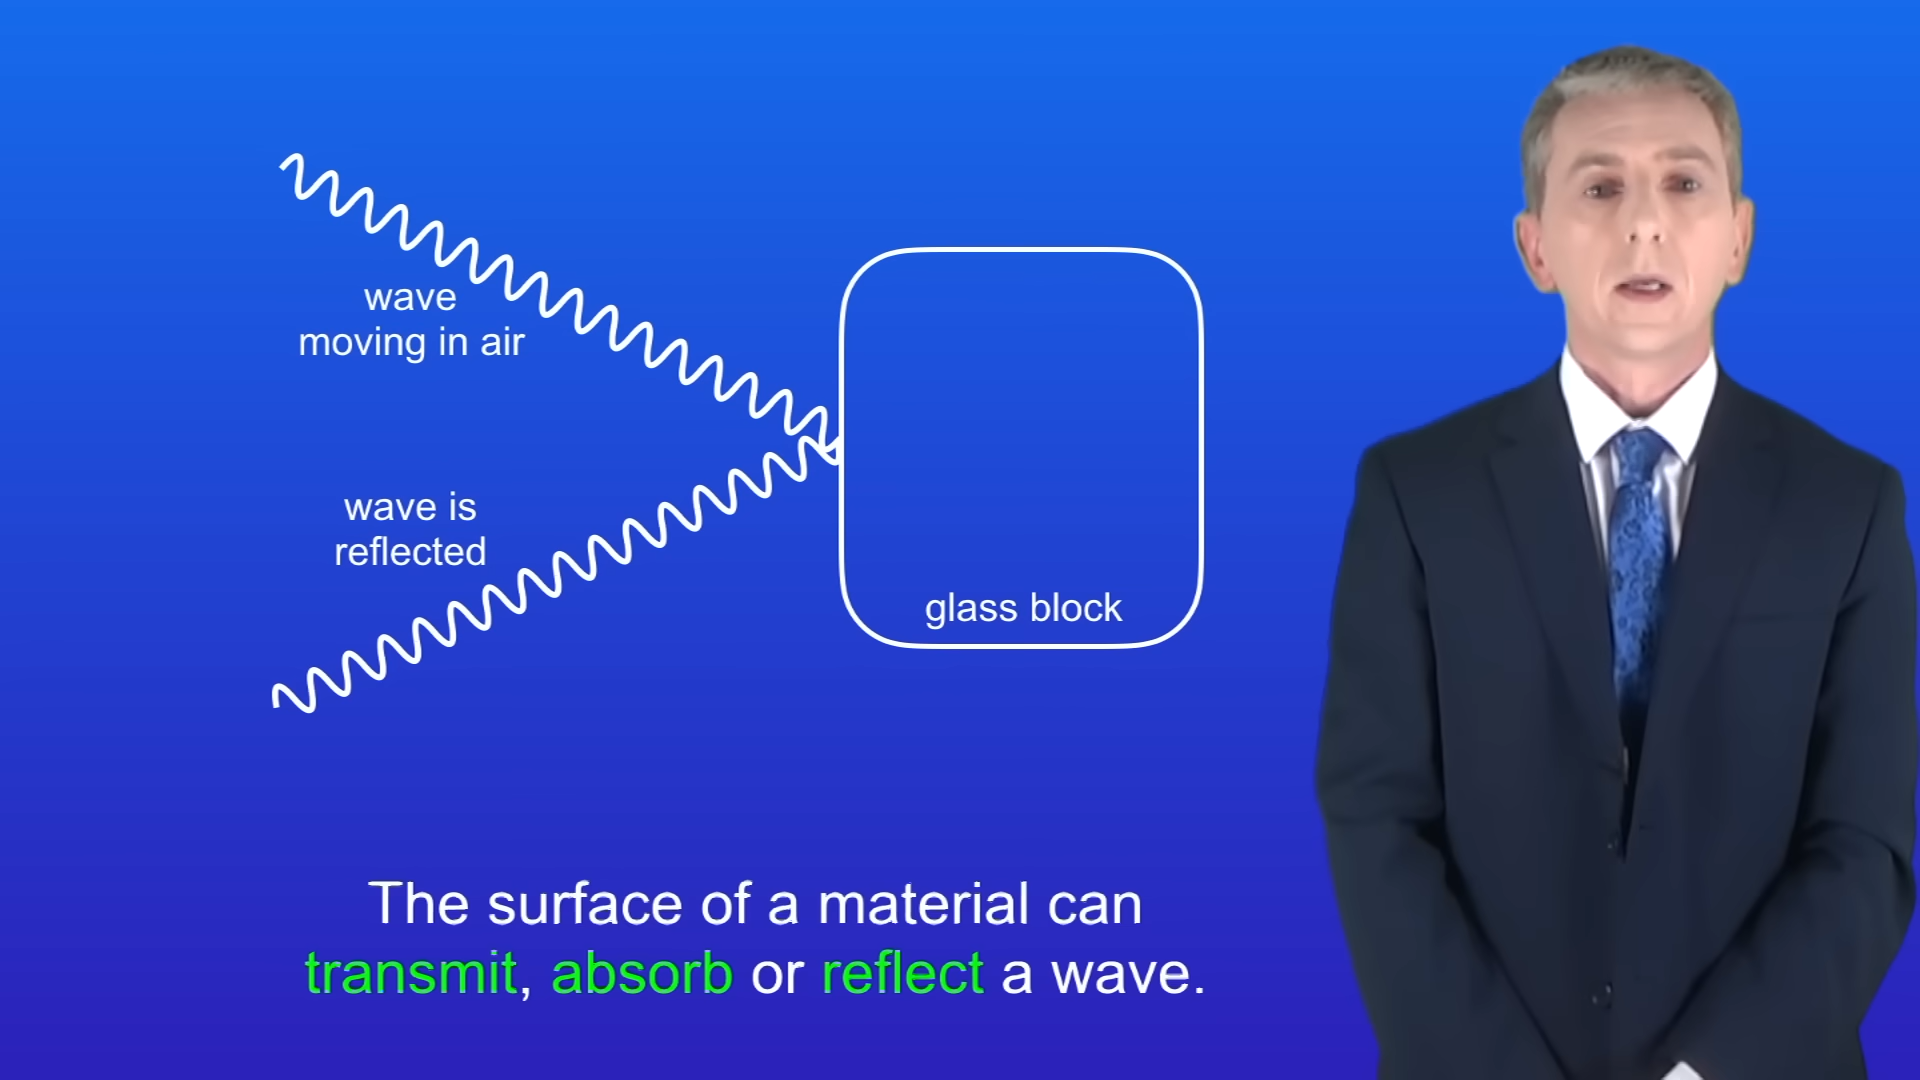 wave
moving in air
wave is
reflected
glass block
The surface of a material can
transmit, absorb or reflect a wave.